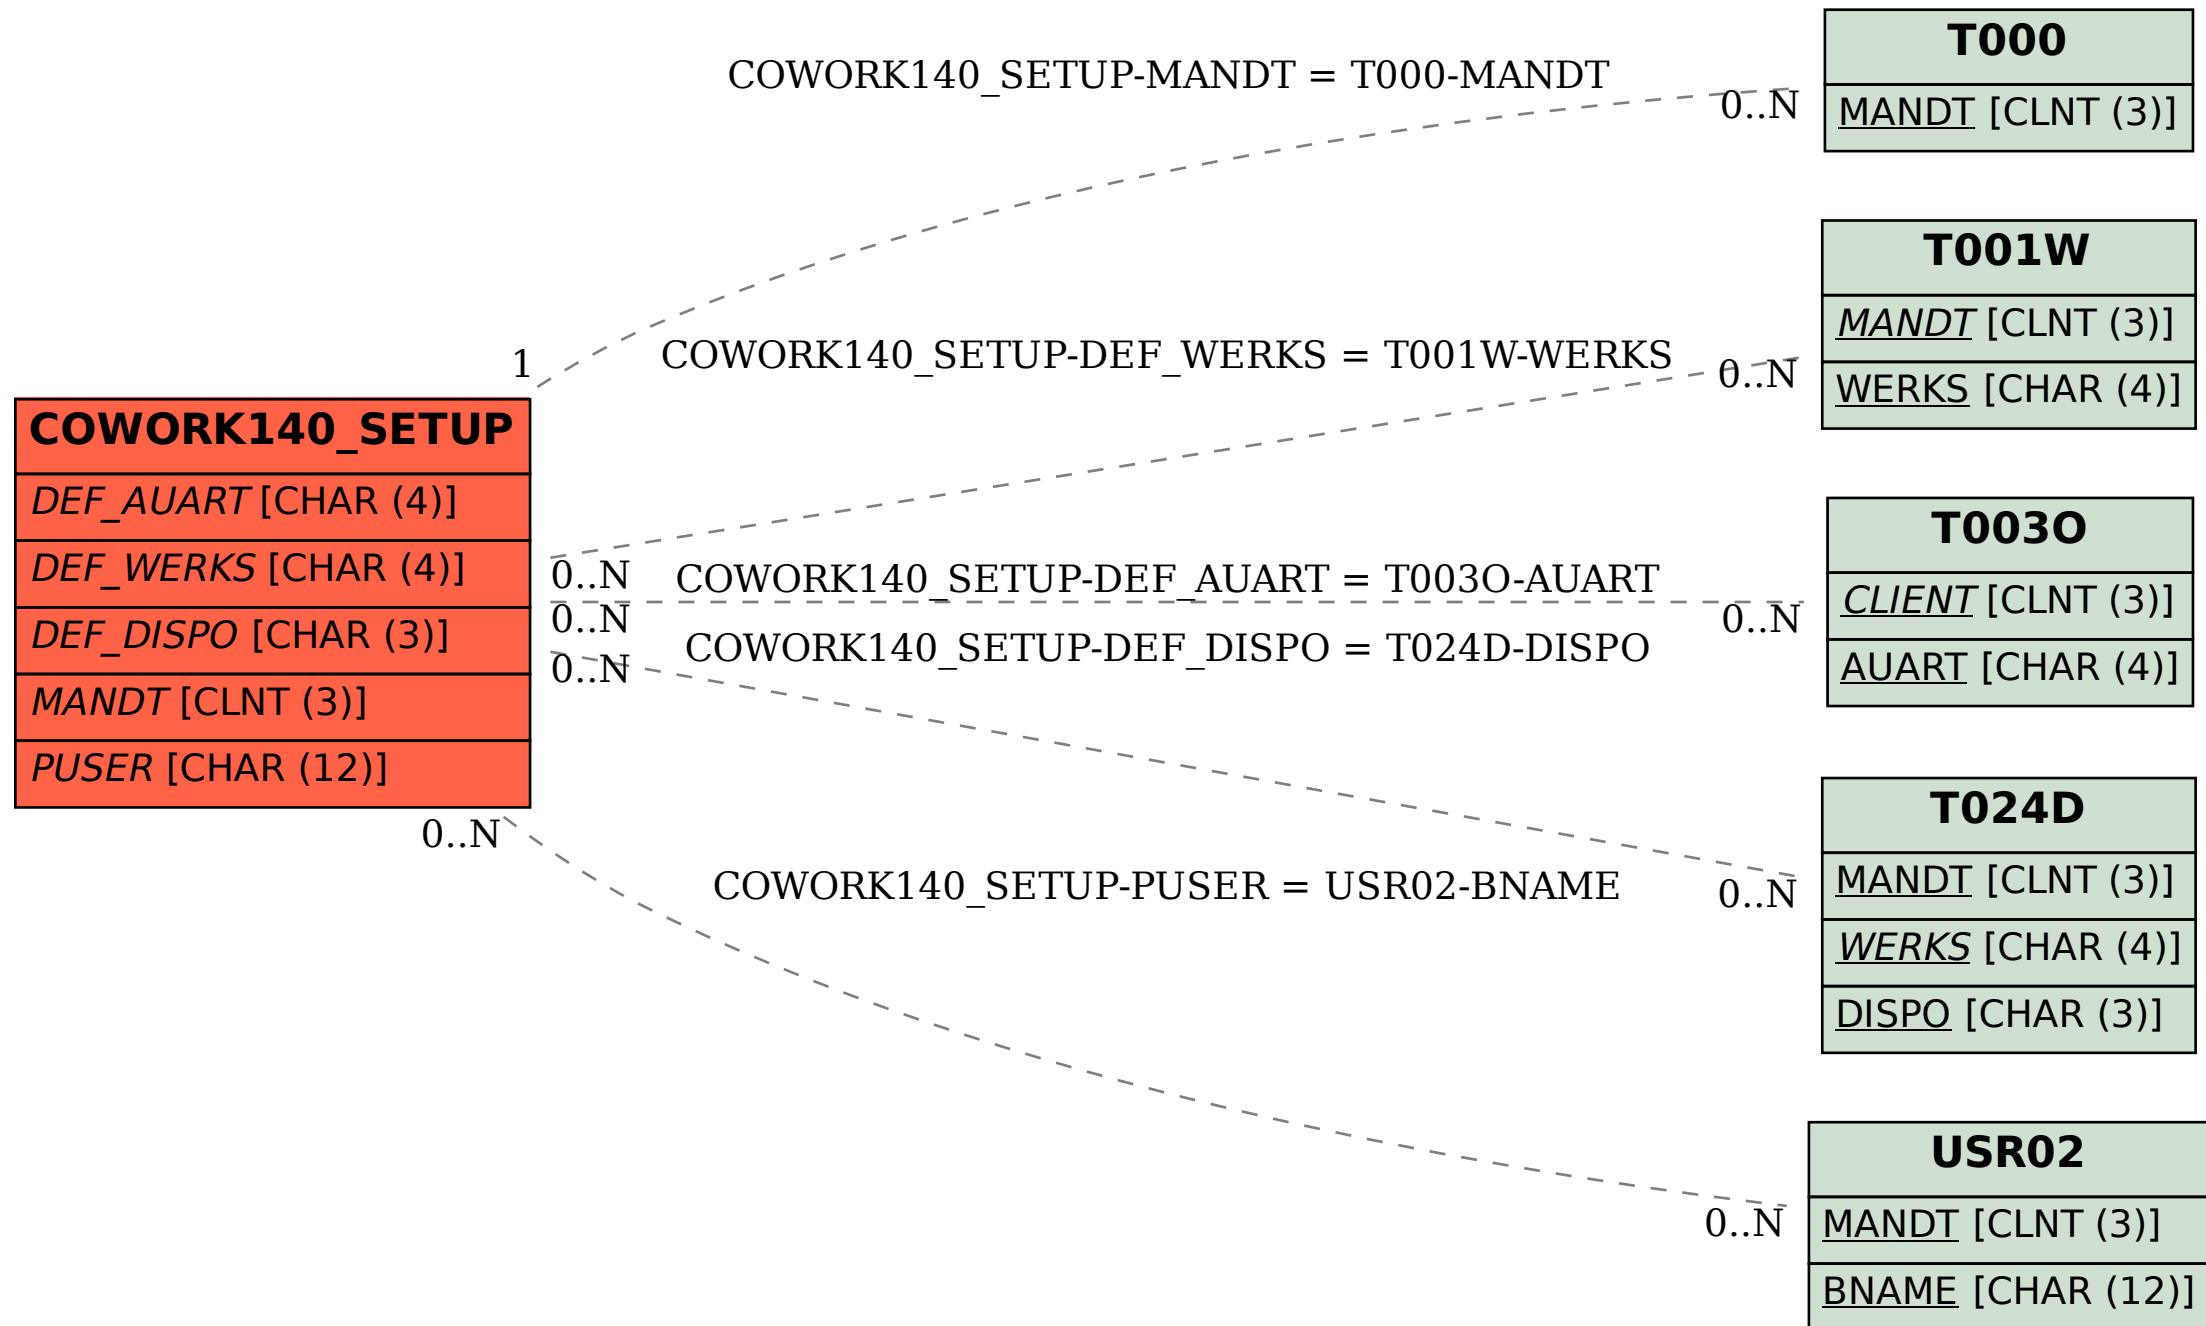 COWORK140_SETUP
DEF_AUART [CHAR (4)]
DEF_WERKS [CHAR (4)]
DEF_DISPO [CHAR (3)]
MANDT [CLNT (3)]
PUSER [CHAR (12)]
COWORK140_SETUP-MANDT = T000-MANDT
1
0..N
COWORK140_SETUP-DEF_WERKS = T001W-WERKS
0..N
0..N
COWORK140_SETUP-DEF_AUART = T003O-AUART
0..N
0..N
COWORK140_SETUP-DEF_DISPO = T024D-DISPO
0..N
0..N
COWORK140_SETUP-PUSER = USR02-BNAME
0..N
0..N
T000
MANDT [CLNT (3)]
T001W
MANDT [CLNT (3)]
WERKS [CHAR (4)]
T003O
CLIENT [CLNT (3)]
AUART [CHAR (4)]
T024D
MANDT [CLNT (3)]
WERKS [CHAR (4)]
DISPO [CHAR (3)]
USR02
MANDT [CLNT (3)]
BNAME [CHAR (12)]